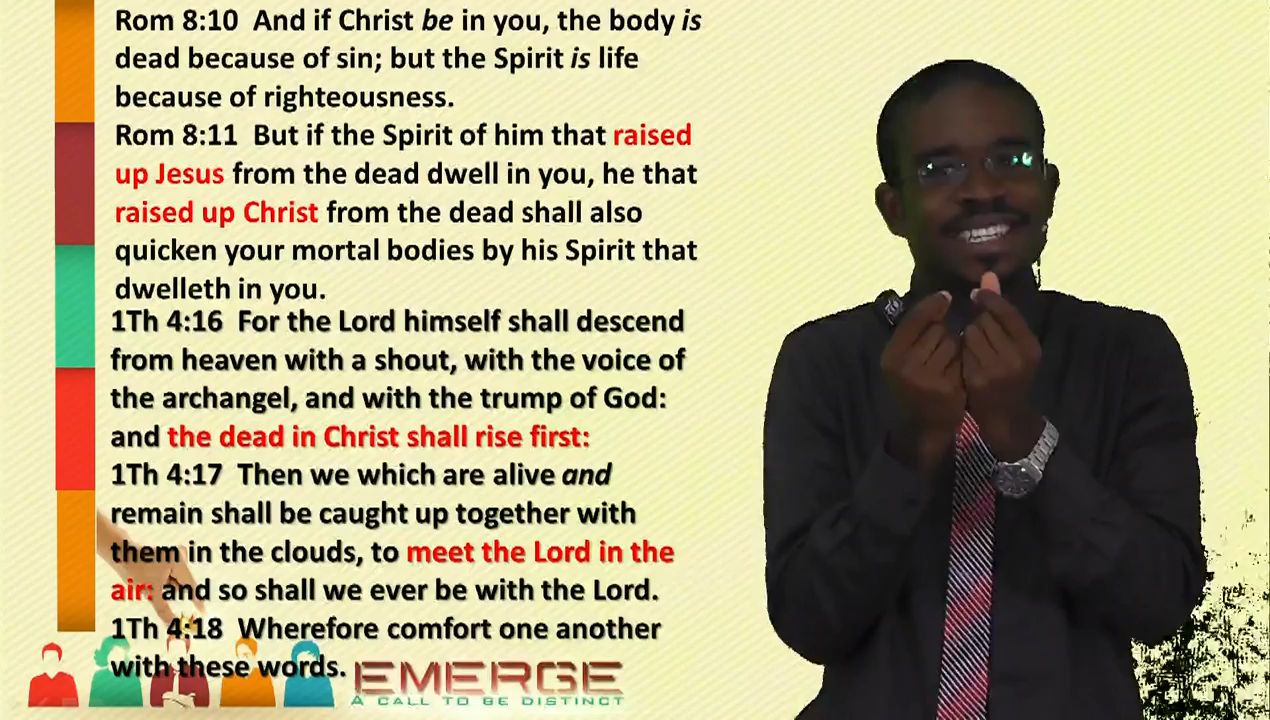 Rom 8:10  And if Christ be in you, the body is
dead because of sin; but the Spirit is life
because of righteousness.
Rom 8:11  But if the Spirit of him that raised
up Jesus from the dead dwell in you, he that
raised up Christ from the dead shall also
quicken your mortal bodies by his Spirit that
dwelleth in you.
1Th 4:16  For the Lord himself shall descend
from heaven with a shout, with the voice of
the archangel, and with the trump of God:
and the dead in Christ shall rise first:
1Th 4:17  Then we which are alive and
remain shall be caught up together with
them in the clouds, to meet the Lord in the
air: and so shall we ever be with the Lord.
1Th 4:18  Wherefore comfort one another
with these words.
EMERGE
A CALL TO BE DISTINCT